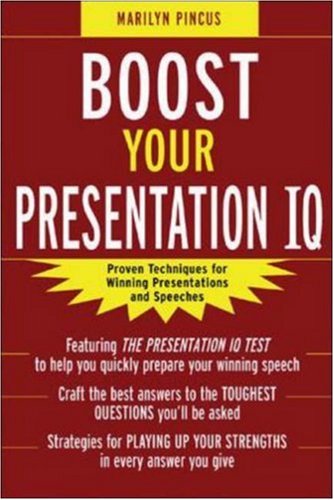 MARILYN PINCUS
BOOST
YOUR
PRESENTATION IQ
Proven Techniques for
Winning Presentations
and Speeches
Featuring THE PRESENTATION IQ TEST
to help you quickly prepare your winning speech
Craft the best answers to the TOUGHEST
QUESTIONS you'll be asked
Strategies for PLAYING UP YOUR STRENGTHS
in every answer you give